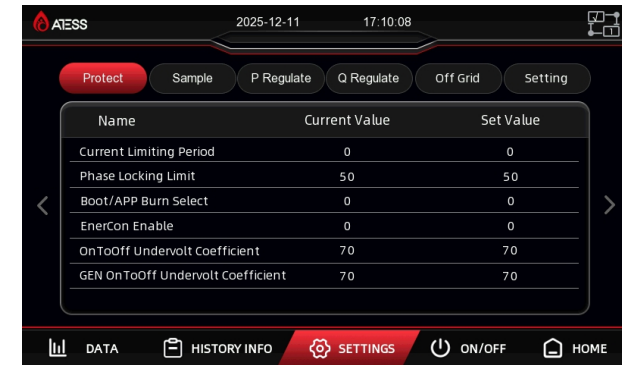 ATESS 2025-12-11 17:10:08
Protect Sample P Regulate Q Regulate Off Grid Setting
Name Current Value Set Value
Current Limiting Period 0 0
Phase Locking Limit 50 50
Boot/APP Burn Select 0 0
EnerCon Enable 0 0
OnToOff Undervolt Coefficient 70 70
GEN OnToOff Undervolt Coefficient 70 70
DATA HISTORY INFO SETTINGS ON/OFF HOME